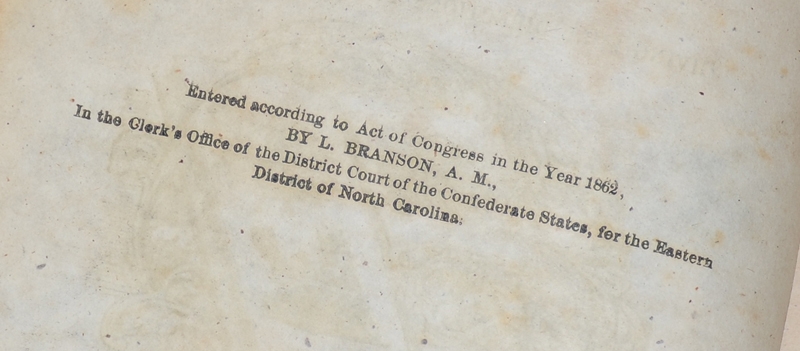 Entered according to Act of Congress in the Year 1862,
BY L. BRANSON, A. M.,
In the Clerk's Office of the District Court of the Confederate States, for the Eastern
District of North Carolina.